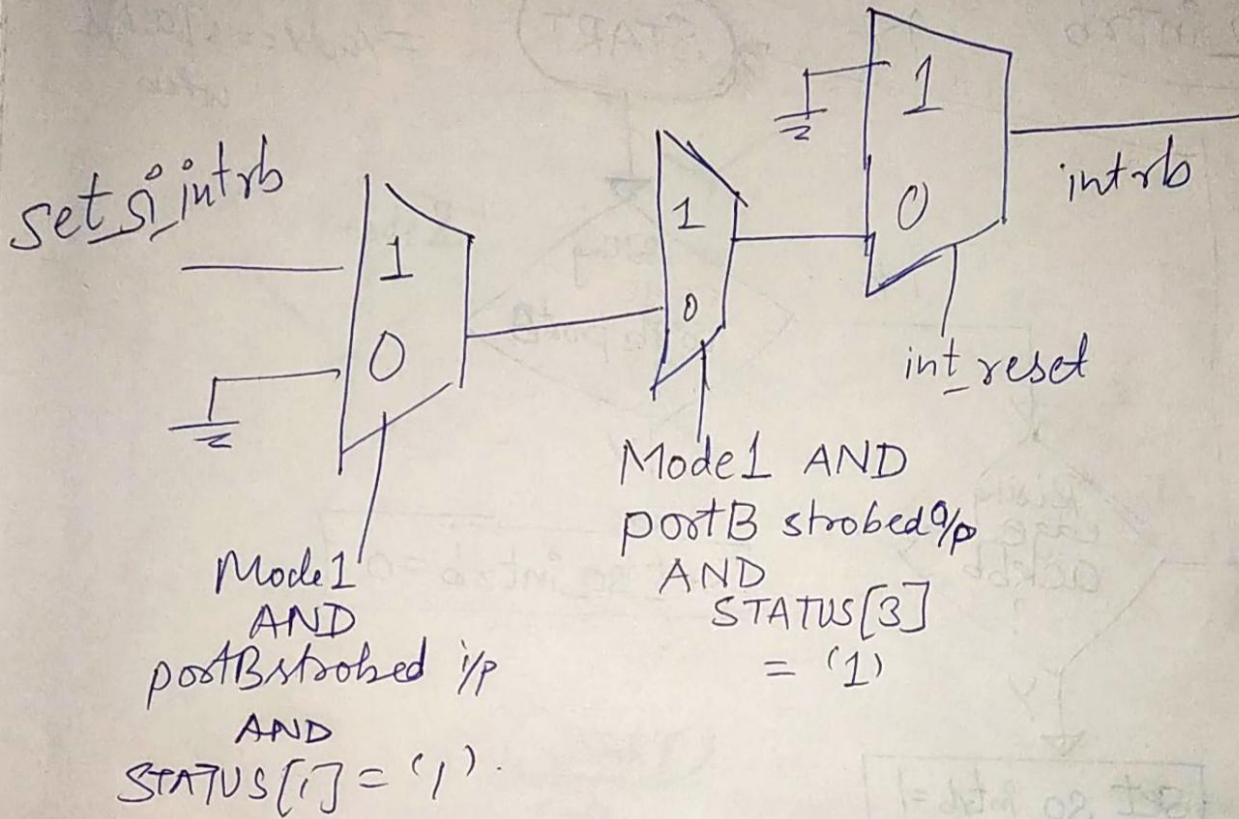 set_si_intrb
1
0
Mode1
AND
portBstrobed i/p
AND
STATUS[1] = '1'.
1
0
Mode1 AND
portB strobed o/p
AND
STATUS[3]
= '1'
1
0
intrb
int_reset